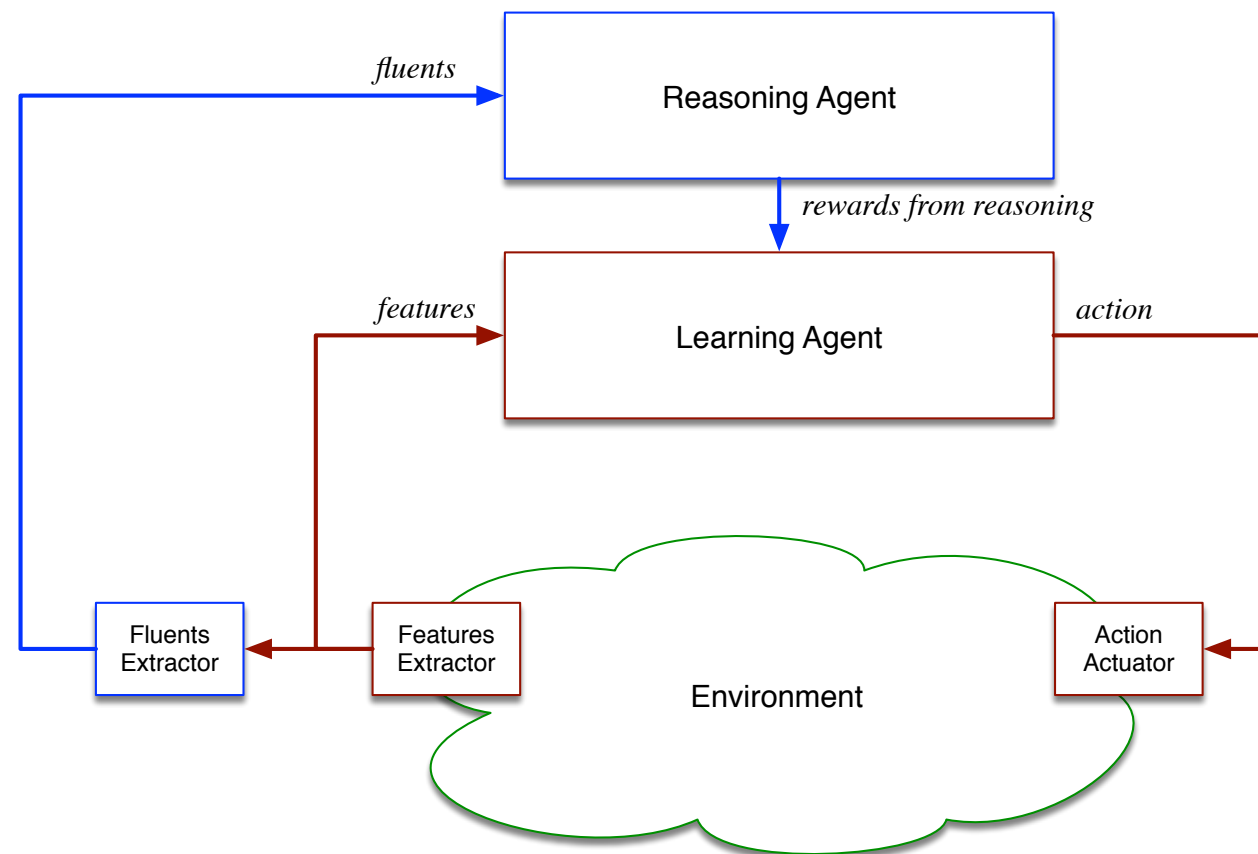 fluents
Reasoning Agent
rewards from reasoning
features
Learning Agent
action
Fluents
Extractor
Features
Extractor
Environment
Action
Actuator